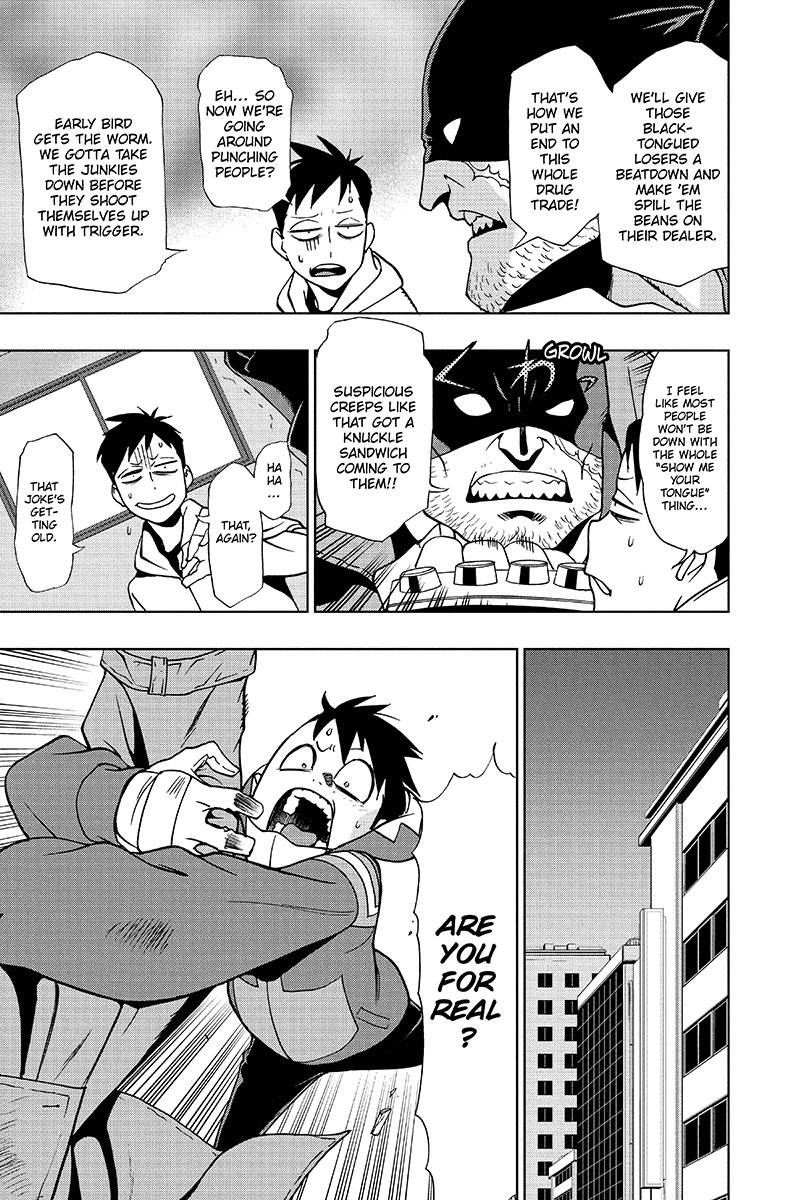 WE'LL GIVE
THOSE
BLACK-
TONGUED
LOSERS A
BEATDOWN AND
MAKE 'EM
SPILL THE
BEANS ON
THEIR DEALER.
THAT'S
HOW WE
PUT AN
END TO
THIS
WHOLE
DRUG
TRADE!
EH... SO
NOW WE'RE
GOING
AROUND
PUNCHING
PEOPLE?
EARLY BIRD
GETS THE WORM.
WE GOTTA TAKE
THE JUNKIES
DOWN BEFORE
THEY SHOOT
THEMSELVES UP
WITH TRIGGER.
I FEEL
LIKE MOST
PEOPLE
WON'T BE
DOWN WITH
THE WHOLE
"SHOW ME
YOUR
TONGUE"
THING...
GROWL
くわ
SUSPICIOUS
CREEPS LIKE
THAT GOT A
KNUCKLE
SANDWICH
COMING TO
THEM!!
HA
HA
...
THAT,
AGAIN?
THAT
JOKE'S
GET-
TING
OLD.
ARE
YOU
FOR
REAL
?